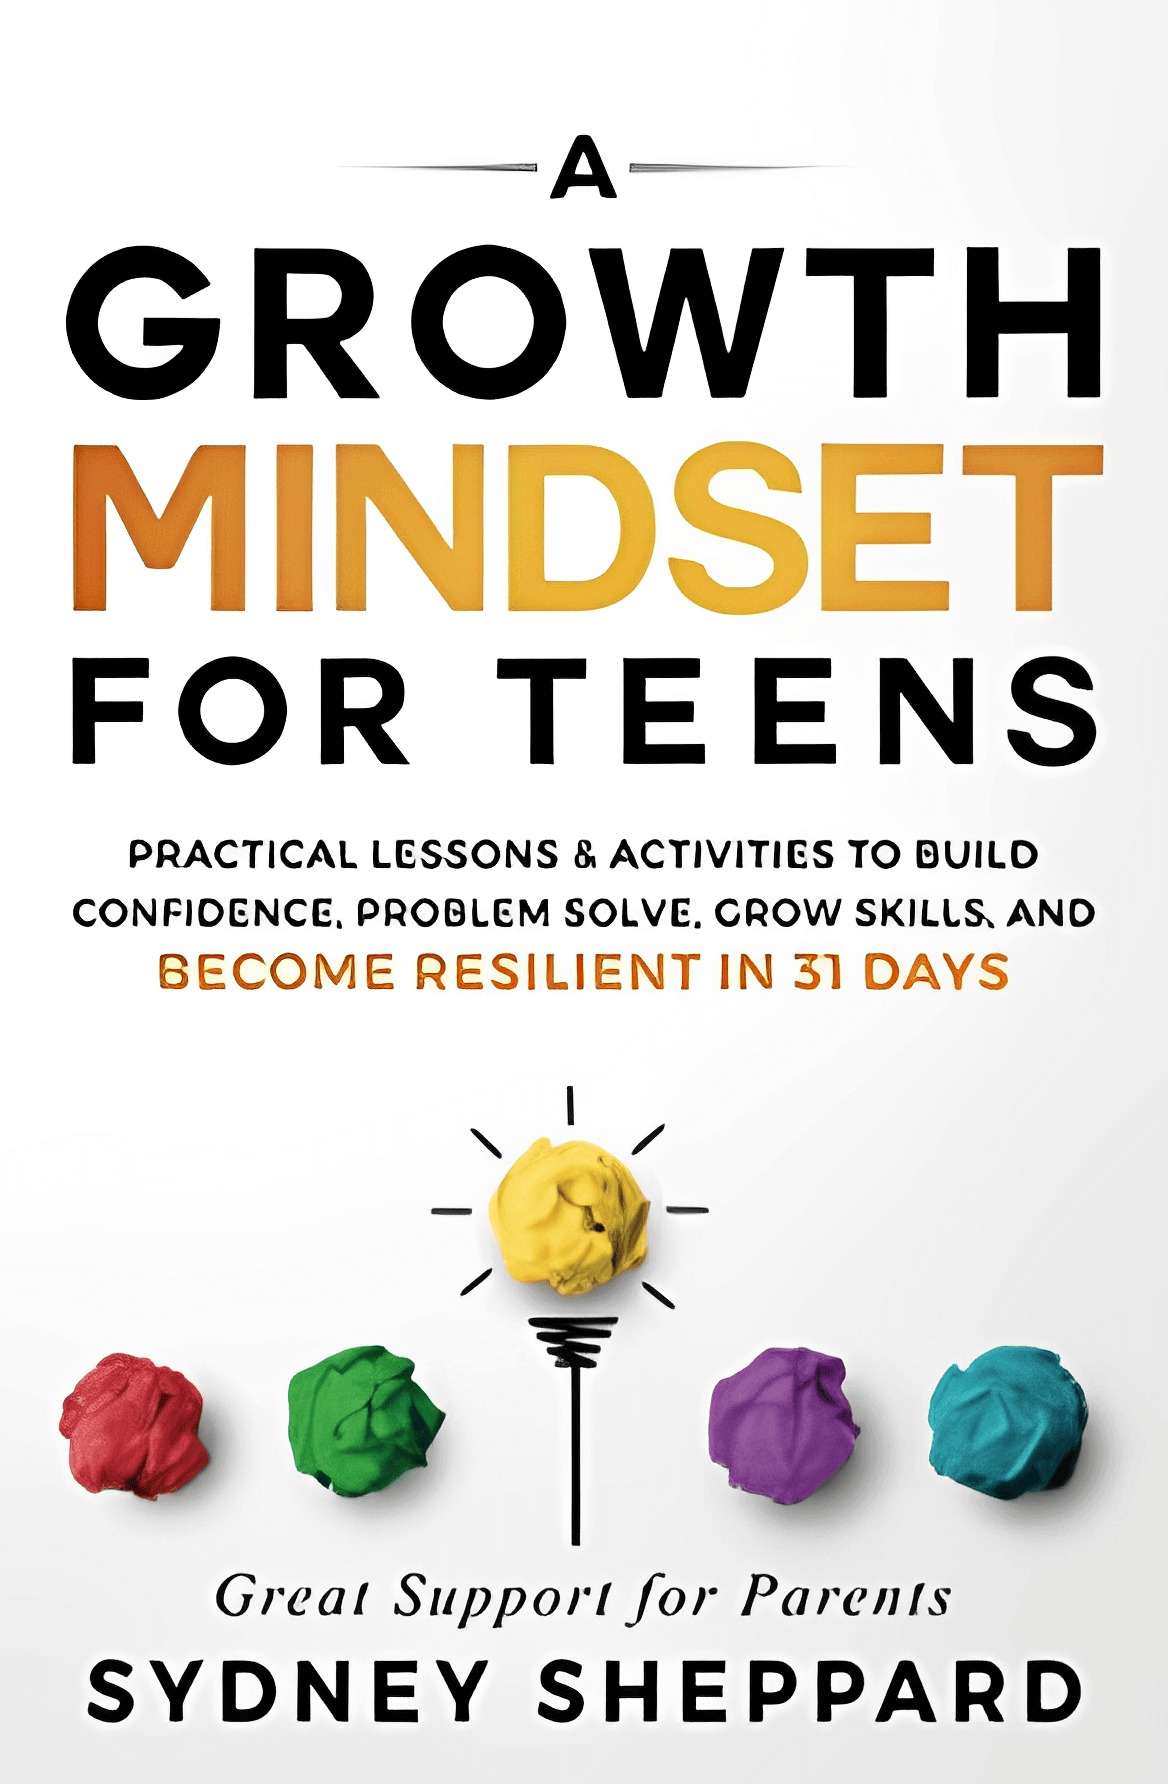 A
GROWTH
MINDSET
FOR TEENS
PRACTICAL LESSONS & ACTIVITIES TO BUILD
CONFIDENCE, PROBLEM SOLVE, GROW SKILLS, AND
BECOME RESILIENT IN 31 DAYS
Great Support for Parents
SYDNEY SHEPPARD